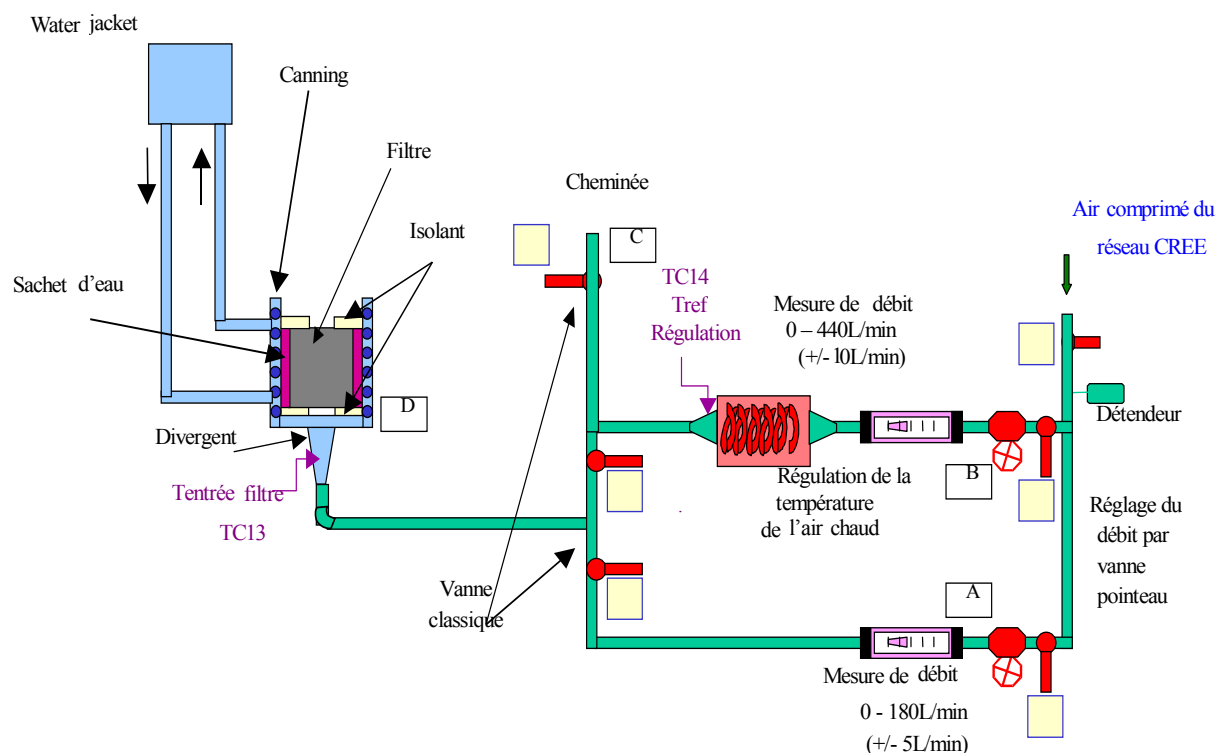 Water jacket
Canning
Filtre
Cheminée
Isolant
Sachet d'eau
C
Air comprimé du
réseau CREE
TC14
Tref
Régulation
Mesure de débit
0 – 440L/min
(+/- 10L/min)
D
Détendeur
Divergent
Tentrée filtre
TC13
Régulation de la
température
de l'air chaud
B
Réglage du
débit par
vanne
pointeau
Vanne
classique
A
Mesure de débit
0 - 180L/min
(+/- 5L/min)